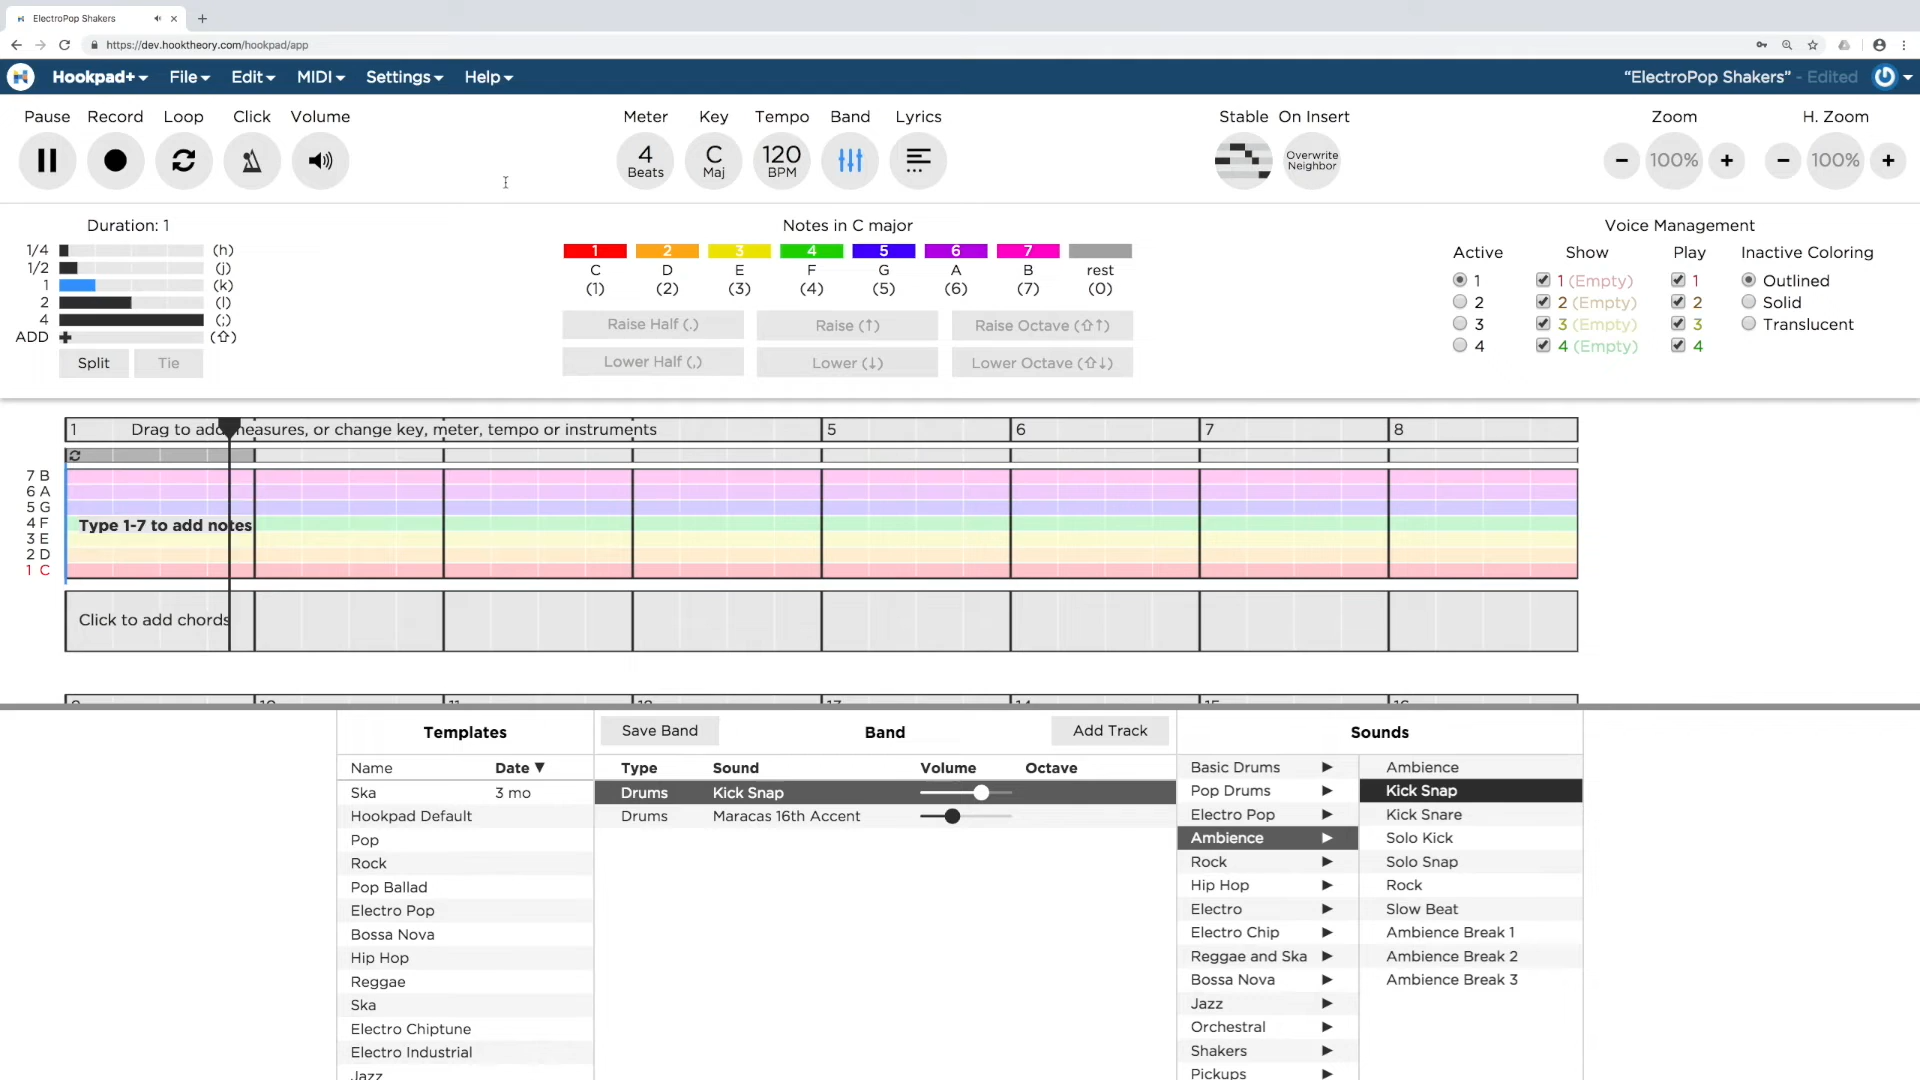 ElectroPop Shakers
https://dev.hooktheory.com/hookpad/app
Hookpad+ File Edit MIDI Settings Help "ElectroPop Shakers" - Edited
Pause Record Loop Click Volume Meter Key Tempo Band Lyrics Stable On Insert Zoom H. Zoom
4 Beats C Maj 120 BPM Overwrite Neighbor 100% 100%
Duration: 1 Notes in C major Voice Management
1/4 (h)
1/2 (j)
1 (k)
2 (l)
4 (;)
ADD (⇧)
Split Tie
1 2 3 4 5 6 7
C D E F G A B rest
(1) (2) (3) (4) (5) (6) (7) (0)
Raise Half (.) Raise (↑) Raise Octave (⇧↑)
Lower Half (,) Lower (↓) Lower Octave (⇧↓)
Active Show Play Inactive Coloring
1 1 (Empty) 1 Outlined
2 2 (Empty) 2 Solid
3 3 (Empty) 3 Translucent
4 4 (Empty) 4
1 Drag to add measures, or change key, meter, tempo or instruments 5 6 7 8
7 B
6 A
5 G
4 F
3 E
2 D
1 C
Type 1-7 to add notes
Click to add chords
9 10 11 12 13 14 15 16
Templates
Name Date ▼
Ska 3 mo
Hookpad Default
Pop
Rock
Pop Ballad
Electro Pop
Bossa Nova
Hip Hop
Reggae
Ska
Electro Chiptune
Electro Industrial
Jazz
Save Band Band Add Track
Type Sound Volume Octave
Drums Kick Snap
Drums Maracas 16th Accent
Sounds
Basic Drums
Pop Drums
Electro Pop
Ambience
Rock
Hip Hop
Electro
Electro Chip
Reggae and Ska
Bossa Nova
Jazz
Orchestral
Shakers
Pickups
Ambience
Kick Snap
Kick Snare
Solo Kick
Solo Snap
Rock
Slow Beat
Ambience Break 1
Ambience Break 2
Ambience Break 3